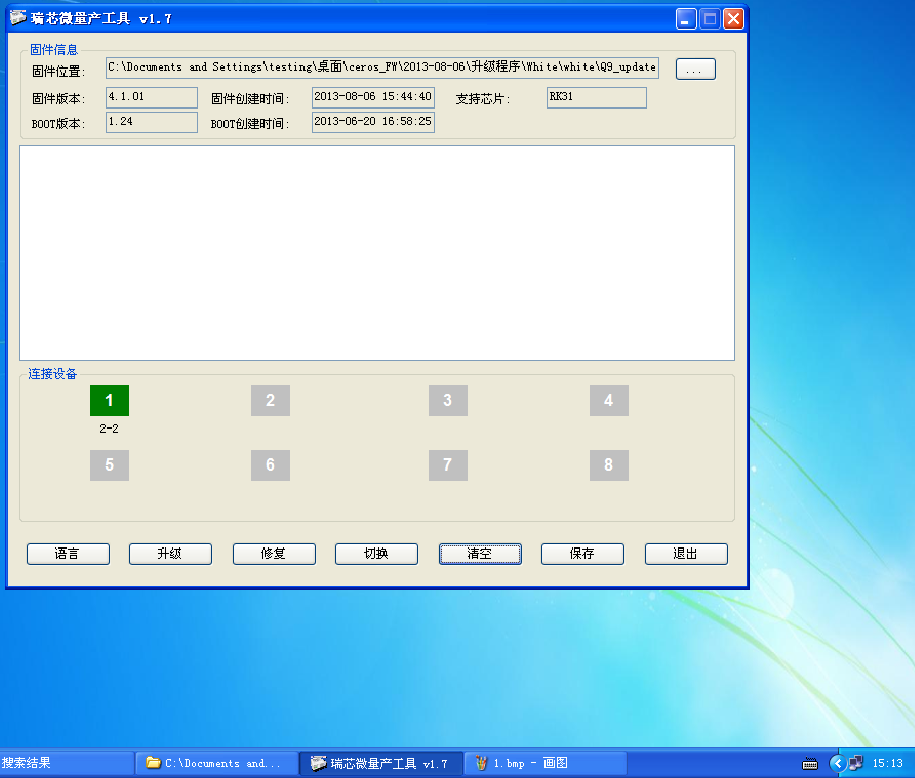 瑞芯微量产工具 v1.7
固件信息
固件位置: C:\Documents and Settings\testing\桌面\ceros_FW\2013-08-06\升级程序\White\white\Q9_update ...
固件版本: 4.1.01 固件创建时间: 2013-08-06 15:44:40 支持芯片: RK31
BOOT版本: 1.24 BOOT创建时间: 2013-06-20 16:58:25
连接设备
1 2 3 4
2-2
5 6 7 8
语言 升级 修复 切换 清空 保存 退出
搜索结果 C:\Documents and... 瑞芯微量产工具 v1.7 1.bmp - 画图 15:13